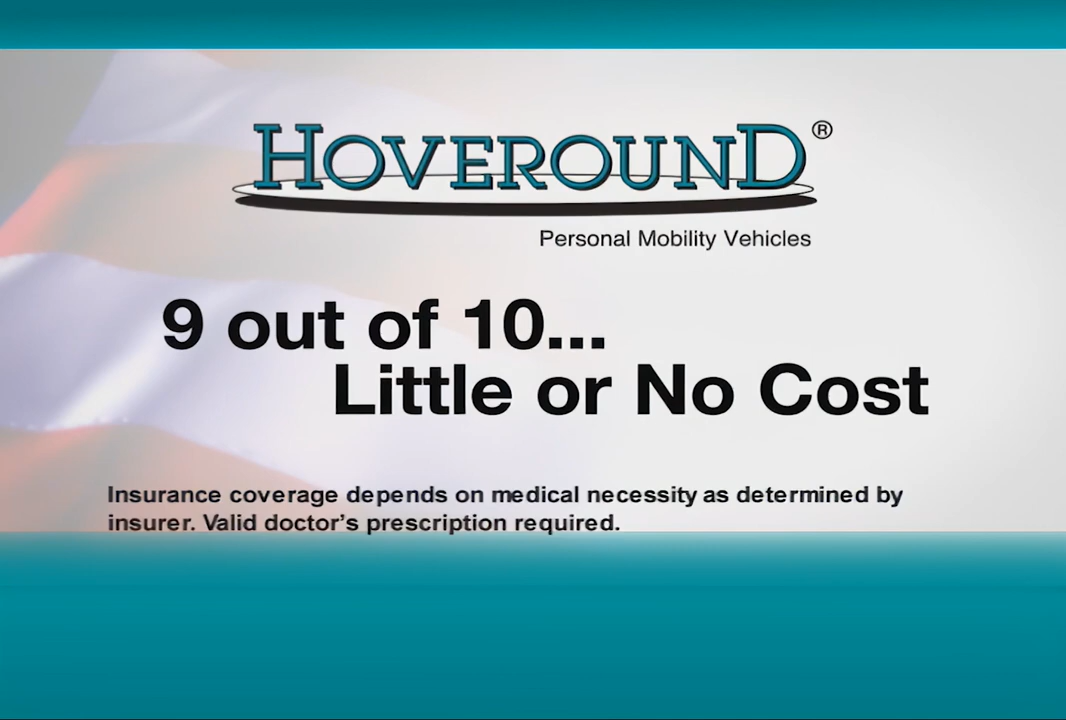 HOVEROUND®
Personal Mobility Vehicles
9 out of 10...
Little or No Cost
Insurance coverage depends on medical necessity as determined by
insurer. Valid doctor's prescription required.